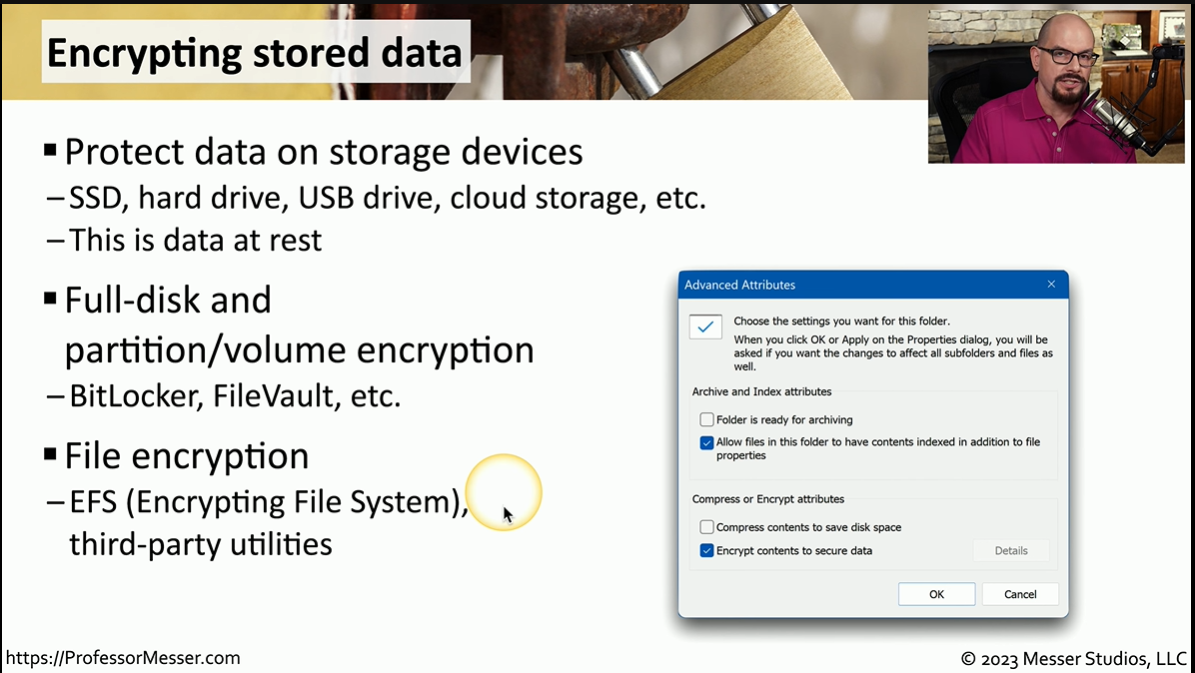 Encrypting stored data
▪ Protect data on storage devices
– SSD, hard drive, USB drive, cloud storage, etc.
– This is data at rest
▪ Full-disk and
partition/volume encryption
– BitLocker, FileVault, etc.
▪ File encryption
– EFS (Encrypting File System),
third-party utilities
Advanced Attributes
Choose the settings you want for this folder.
When you click OK or Apply on the Properties dialog, you will be
asked if you want the changes to affect all subfolders and files as
well.
Archive and Index attributes
Folder is ready for archiving
Allow files in this folder to have contents indexed in addition to file
properties
Compress or Encrypt attributes
Compress contents to save disk space
Encrypt contents to secure data
Details
OK
Cancel
https://ProfessorMesser.com
© 2023 Messer Studios, LLC